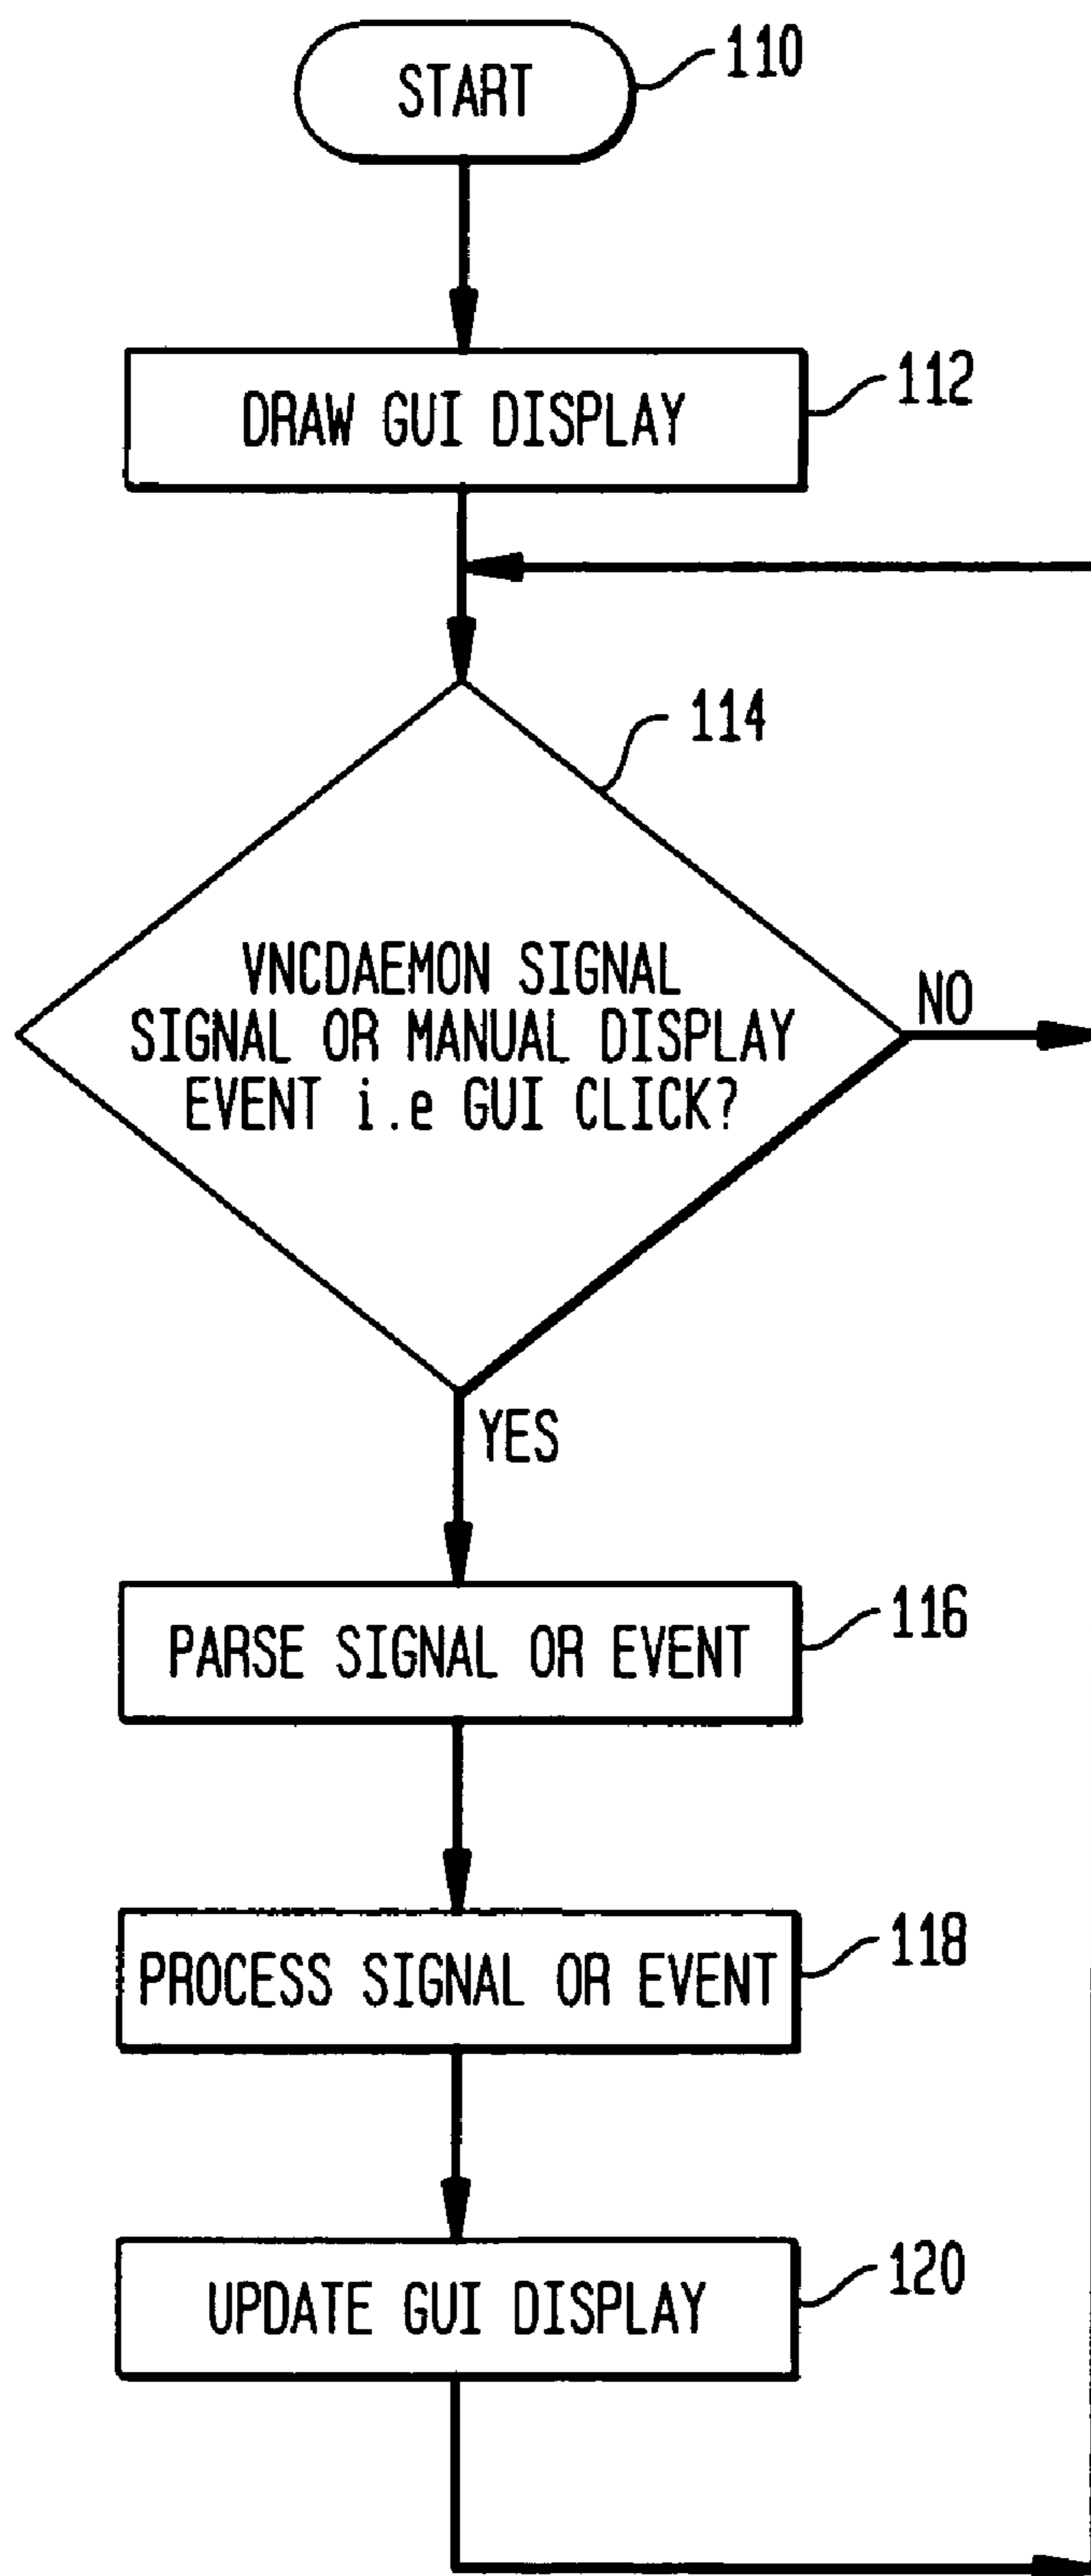 START
110
DRAW GUI DISPLAY
112
114
VNCDAEMON SIGNAL
SIGNAL OR MANUAL DISPLAY
EVENT i.e GUI CLICK?
NO
YES
PARSE SIGNAL OR EVENT
116
PROCESS SIGNAL OR EVENT
118
UPDATE GUI DISPLAY
120